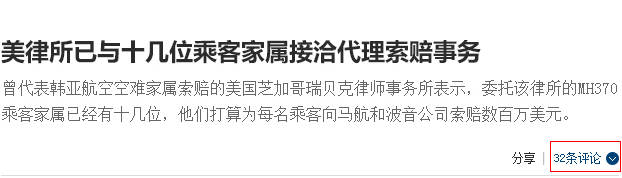 美律所已与十几位乘客家属接洽代理索赔事务
曾代表韩亚航空空难家属索赔的美国芝加哥瑞贝克律师事务所表示，委托该律所的MH370
乘客家属已经有十几位，他们打算为每名乘客向马航和波音公司索赔数百万美元。
分享 | 32条评论